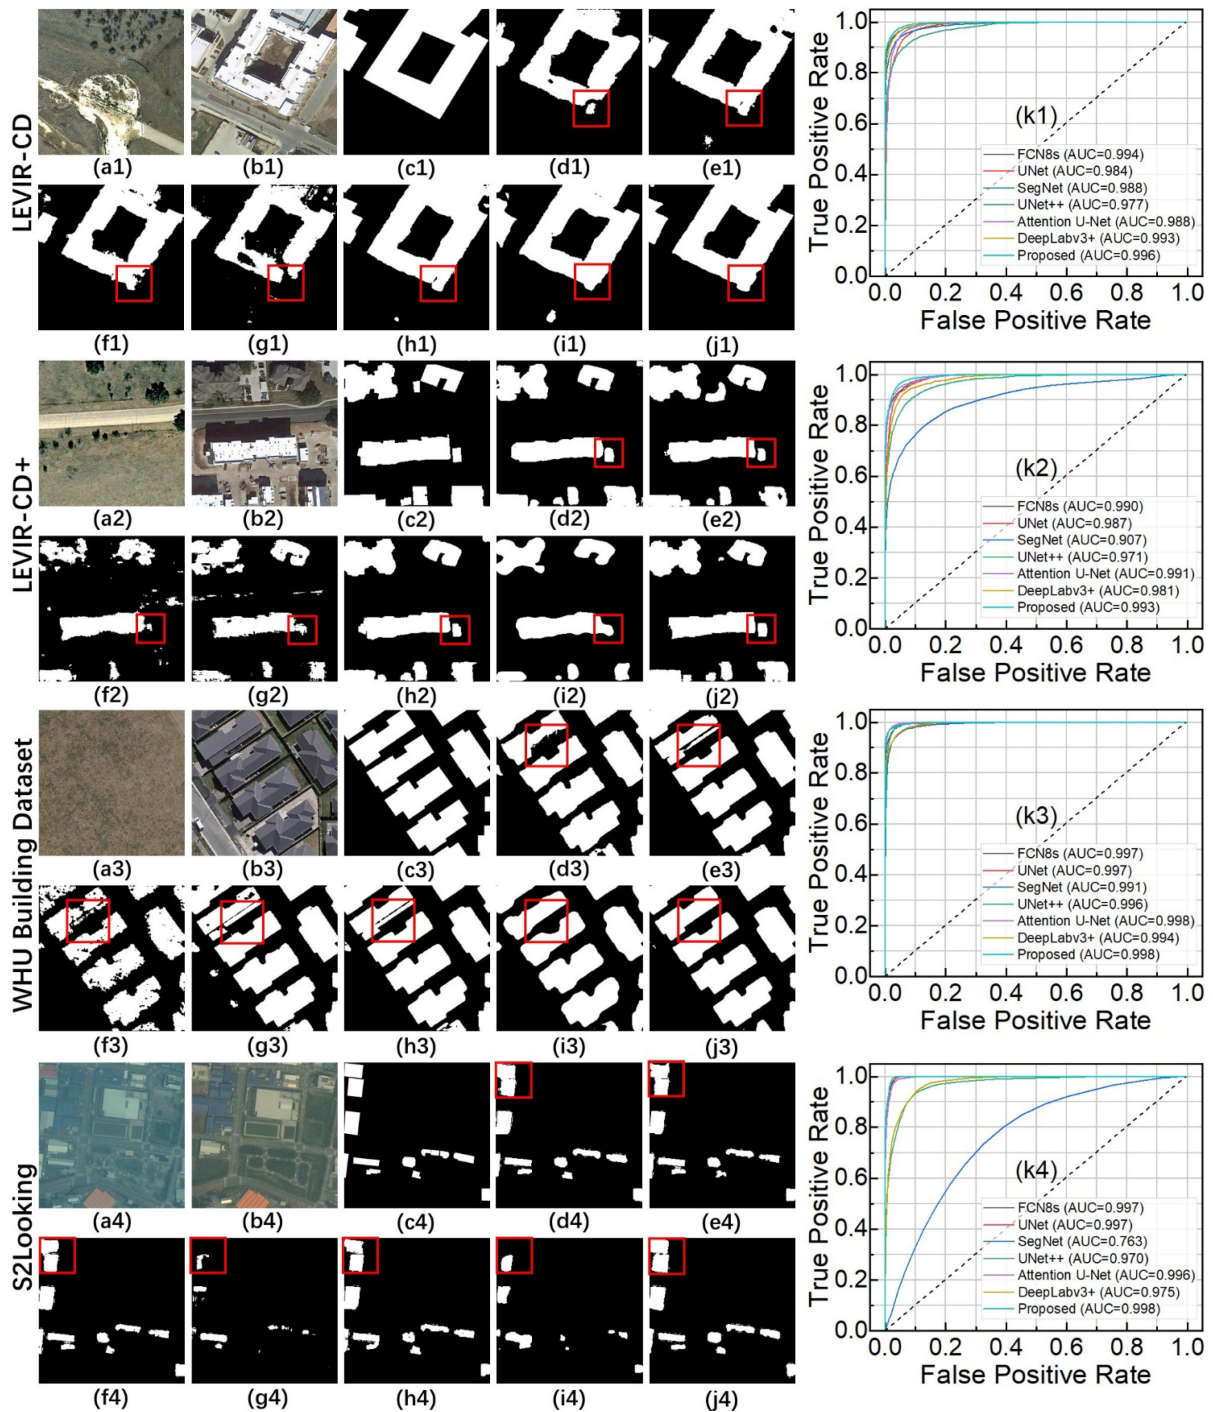 LEVIR-CD
(a1) (b1) (c1) (d1) (e1)
(f1) (g1) (h1) (i1) (j1)
True Positive Rate
1.0
0.8
0.6
0.4
0.2
0.0
(k1)
FCN8s (AUC=0.994)
UNet (AUC=0.984)
SegNet (AUC=0.988)
UNet++ (AUC=0.977)
Attention U-Net (AUC=0.988)
DeepLabv3+ (AUC=0.993)
Proposed (AUC=0.996)
0.0 0.2 0.4 0.6 0.8 1.0
False Positive Rate
LEVIR-CD+
(a2) (b2) (c2) (d2) (e2)
(f2) (g2) (h2) (i2) (j2)
True Positive Rate
1.0
0.8
0.6
0.4
0.2
0.0
(k2)
FCN8s (AUC=0.990)
UNet (AUC=0.987)
SegNet (AUC=0.907)
UNet++ (AUC=0.971)
Attention U-Net (AUC=0.991)
DeepLabv3+ (AUC=0.981)
Proposed (AUC=0.993)
0.0 0.2 0.4 0.6 0.8 1.0
False Positive Rate
WHU Building Dataset
(a3) (b3) (c3) (d3) (e3)
(f3) (g3) (h3) (i3) (j3)
True Positive Rate
1.0
0.8
0.6
0.4
0.2
0.0
(k3)
FCN8s (AUC=0.997)
UNet (AUC=0.997)
SegNet (AUC=0.991)
UNet++ (AUC=0.996)
Attention U-Net (AUC=0.998)
DeepLabv3+ (AUC=0.994)
Proposed (AUC=0.998)
0.0 0.2 0.4 0.6 0.8 1.0
False Positive Rate
S2Looking
(a4) (b4) (c4) (d4) (e4)
(f4) (g4) (h4) (i4) (j4)
True Positive Rate
1.0
0.8
0.6
0.4
0.2
0.0
(k4)
FCN8s (AUC=0.997)
UNet (AUC=0.997)
SegNet (AUC=0.763)
UNet++ (AUC=0.970)
Attention U-Net (AUC=0.996)
DeepLabv3+ (AUC=0.975)
Proposed (AUC=0.998)
0.0 0.2 0.4 0.6 0.8 1.0
False Positive Rate